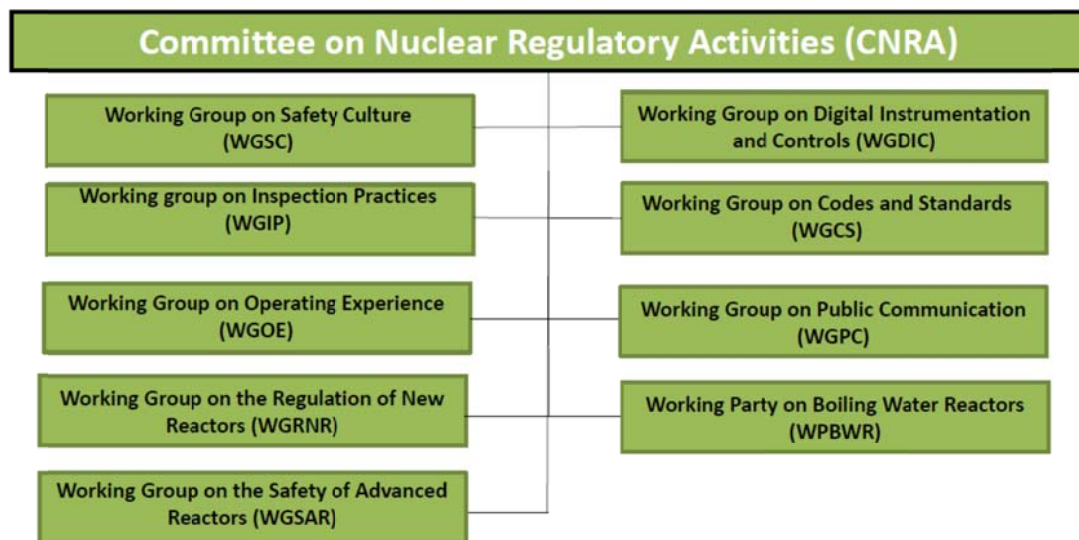 Committee on Nuclear Regulatory Activities (CNRA)
Working Group on Safety Culture
(WGSC)
Working Group on Digital Instrumentation
and Controls (WGDIC)
Working group on Inspection Practices
(WGIP)
Working Group on Codes and Standards
(WGCS)
Working Group on Operating Experience
(WGOE)
Working Group on Public Communication
(WGPC)
Working Group on the Regulation of New
Reactors (WGRNR)
Working Party on Boiling Water Reactors
(WPBWR)
Working Group on the Safety of Advanced
Reactors (WGSAR)